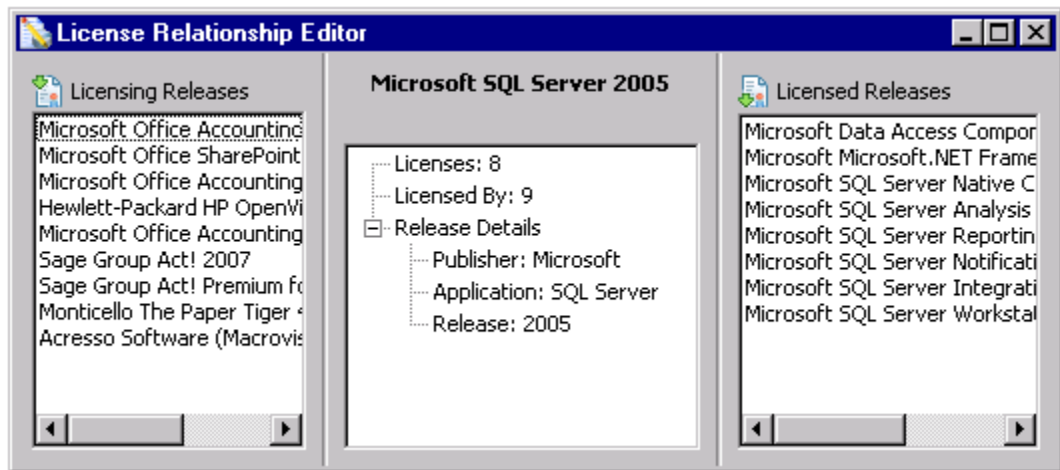 License Relationship Editor
Licensing Releases
Microsoft Office Accounting
Microsoft Office SharePoint
Microsoft Office Accounting
Hewlett-Packard HP OpenVi
Microsoft Office Accounting
Sage Group Act! 2007
Sage Group Act! Premium fo
Monticello The Paper Tiger
Acresso Software (Macrovis
Microsoft SQL Server 2005
Licenses: 8
Licensed By: 9
Release Details
Publisher: Microsoft
Application: SQL Server
Release: 2005
Licensed Releases
Microsoft Data Access Compor
Microsoft Microsoft.NET Frame
Microsoft SQL Server Native C
Microsoft SQL Server Analysis
Microsoft SQL Server Reportin
Microsoft SQL Server Notificati
Microsoft SQL Server Integrati
Microsoft SQL Server Workstal